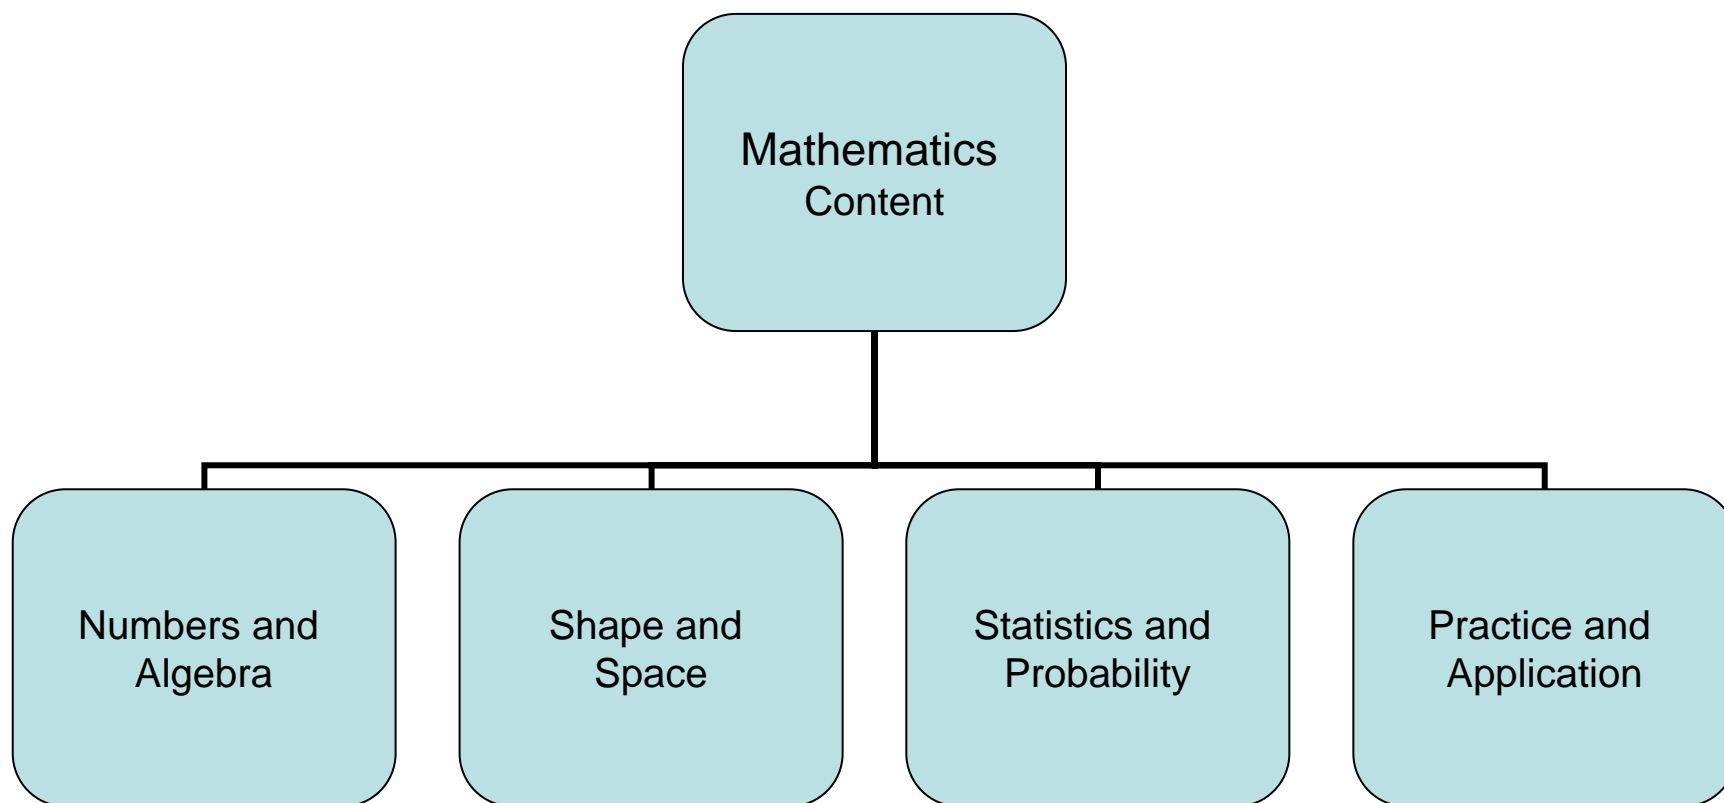 Mathematics
Content
Numbers and
Algebra
Shape and
Space
Statistics and
Probability
Practice and
Application